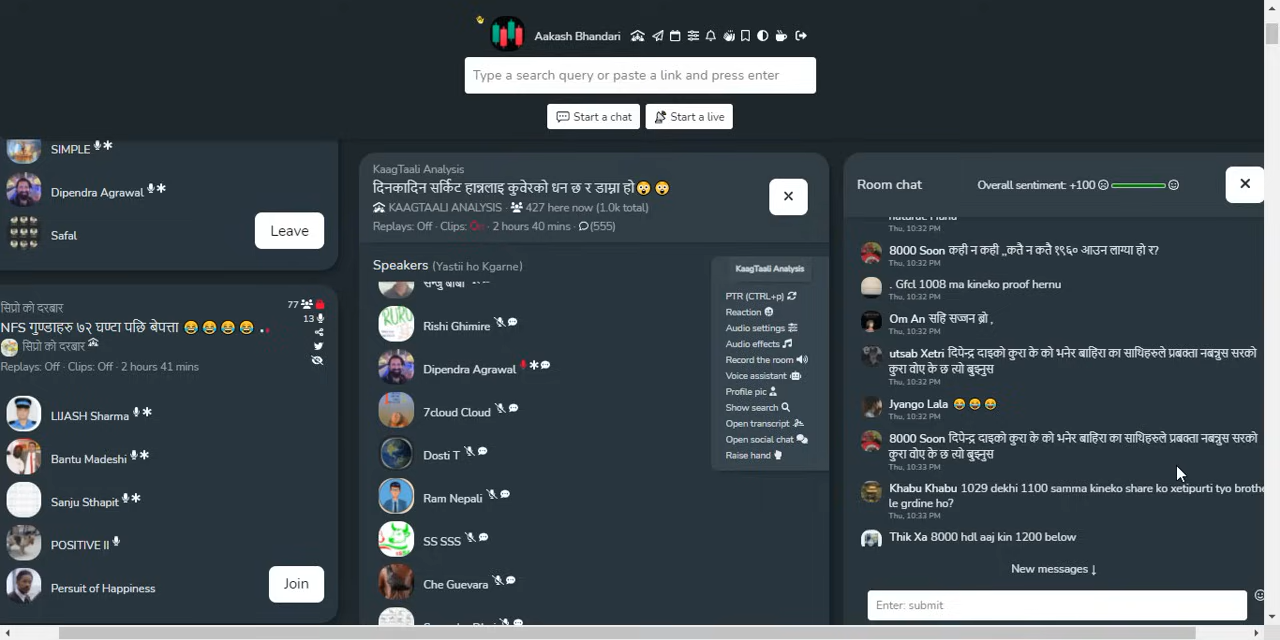 Aakash Bhandari
Type a search query or paste a link and press enter
Start a chat
Start a live
SIMPLE
Dipendra Agrawal
Safal
Leave
सिप्रो को दरबार
77
13
NFS गुण्डाहरु ७२ घण्टा पछि बेपत्ता 😂 😂 😂 😂
सिप्रो को दरबार
Replays: Off · Clips: Off · 2 hours 41 mins
LIJASH Sharma
Bantu Madeshi
Sanju Sthapit
POSITIVE II
Persuit of Happiness
Join
KaagTaali Analysis
दिनकादिन सर्किट हान्नलाइ कुवेरको धन छ र डाम्ना हो😲😲
KAAGTAALI ANALYSIS · 427 here now (1.0k total)
Replays: Off · Clips: On · 2 hours 40 mins · (555)
Speakers (Yastii ho Kgarne)
Rishi Ghimire
Dipendra Agrawal
7cloud Cloud
Dosti T
Ram Nepali
SS SSS
Che Guevara
KaagTaali Analysis
PTR (CTRL+p)
Reaction
Audio settings
Audio effects
Record the room
Voice assistant
Profile pic
Show search
Open transcript
Open social chat
Raise hand
Room chat
Overall sentiment: +100
Thu, 10:32 PM
8000 Soon कही न कही ,,कतै न कतै १९६० आउन लाग्या हो र?
Thu, 10:32 PM
. Gfcl 1008 ma kineko proof hernu
Thu, 10:32 PM
Om An सहि सज्जन ब्रो ,
Thu, 10:32 PM
utsab Xetri दिपेन्द्र दाइको कुरा के को भनेर बाहिरा का साथिहरुले प्रबक्ता नबन्नुस सरको
कुरा वोए के छ त्यो बुझ्नुस
Thu, 10:32 PM
Jyango Lala 😂 😂 😂
Thu, 10:32 PM
8000 Soon दिपेन्द्र दाइको कुरा के को भनेर बाहिरा का साथिहरुले प्रबक्ता नबन्नुस सरको
कुरा वोए के छ त्यो बुझ्नुस
Thu, 10:33 PM
Khabu Khabu 1029 dekhi 1100 samma kineko share ko xetipurti tyo brothe
le grdine ho?
Thu, 10:33 PM
Thik Xa 8000 hdl aaj kin 1200 below
New messages ↓
Enter: submit